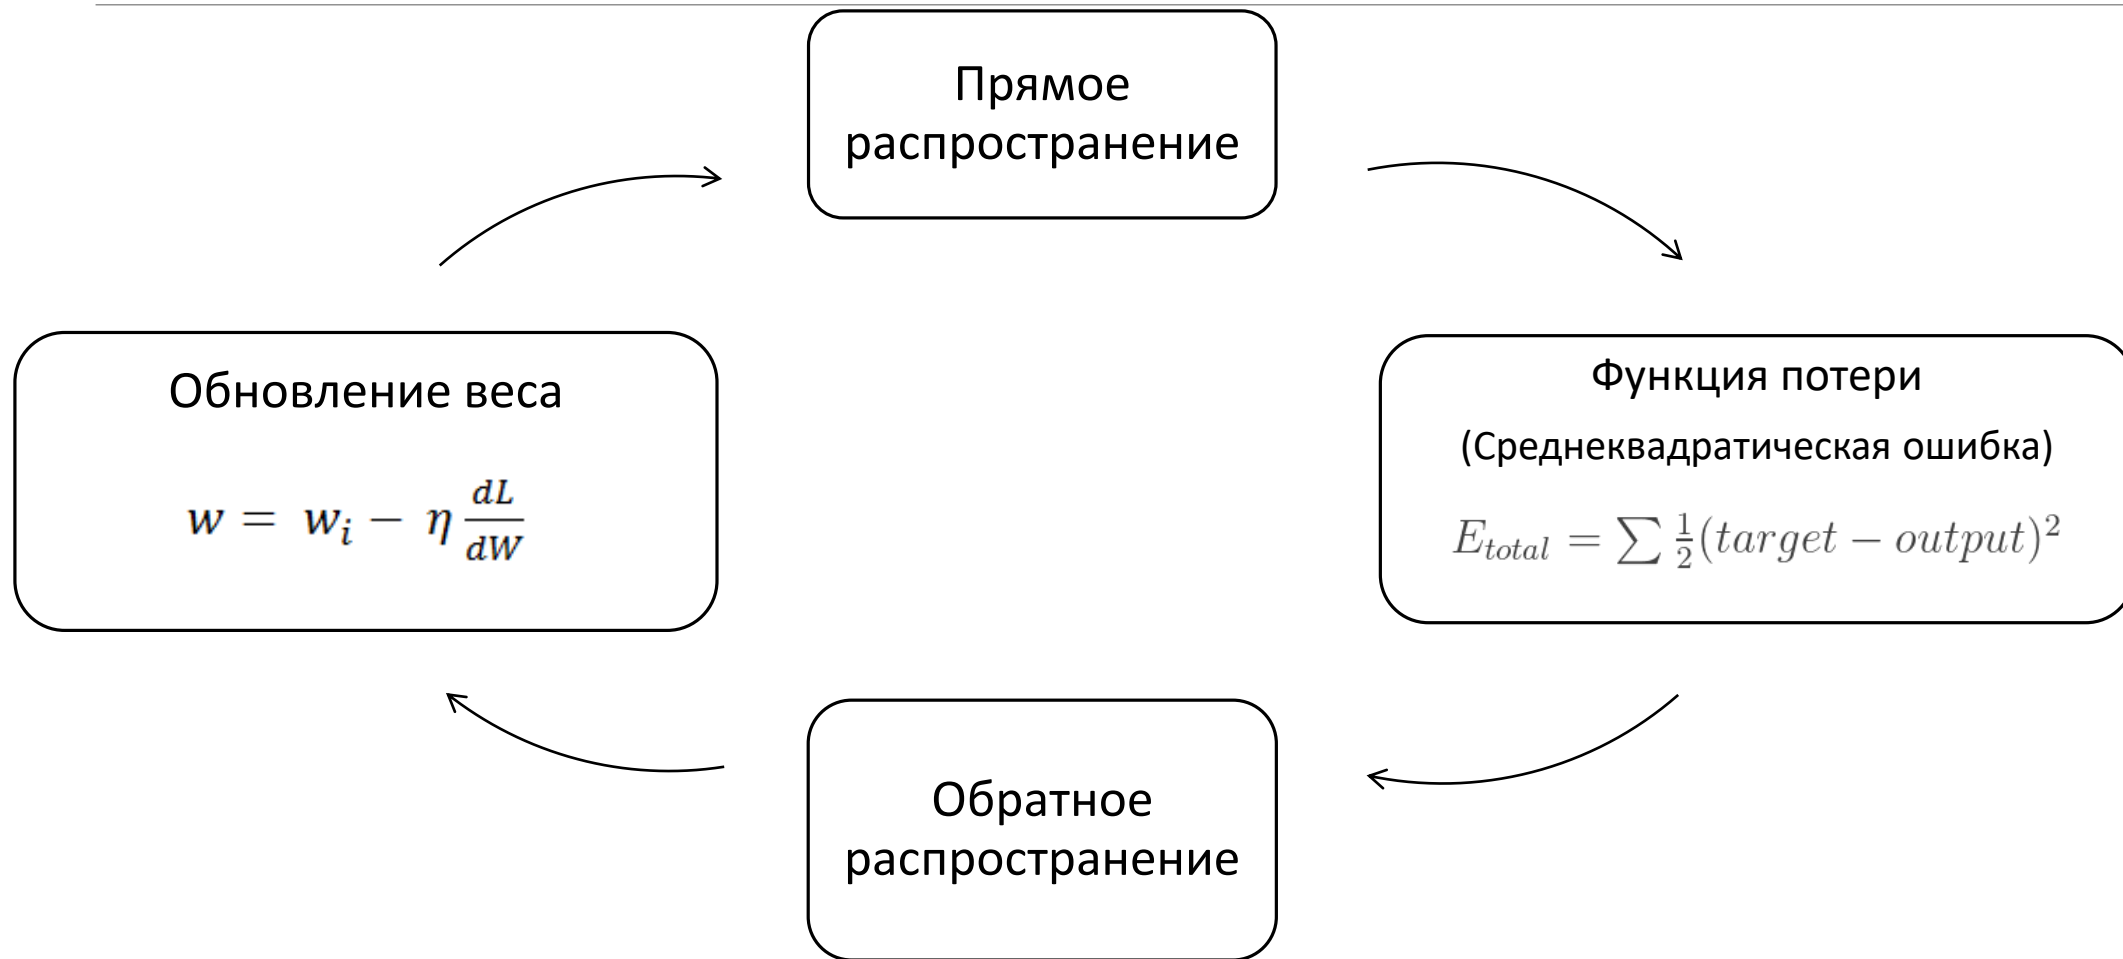 Прямое
распространение
Обновление веса
w = w_i − η dL/dW
Функция потери
(Среднеквадратическая ошибка)
E_total = ∑ 1/2 (target − output)²
Обратное
распространение